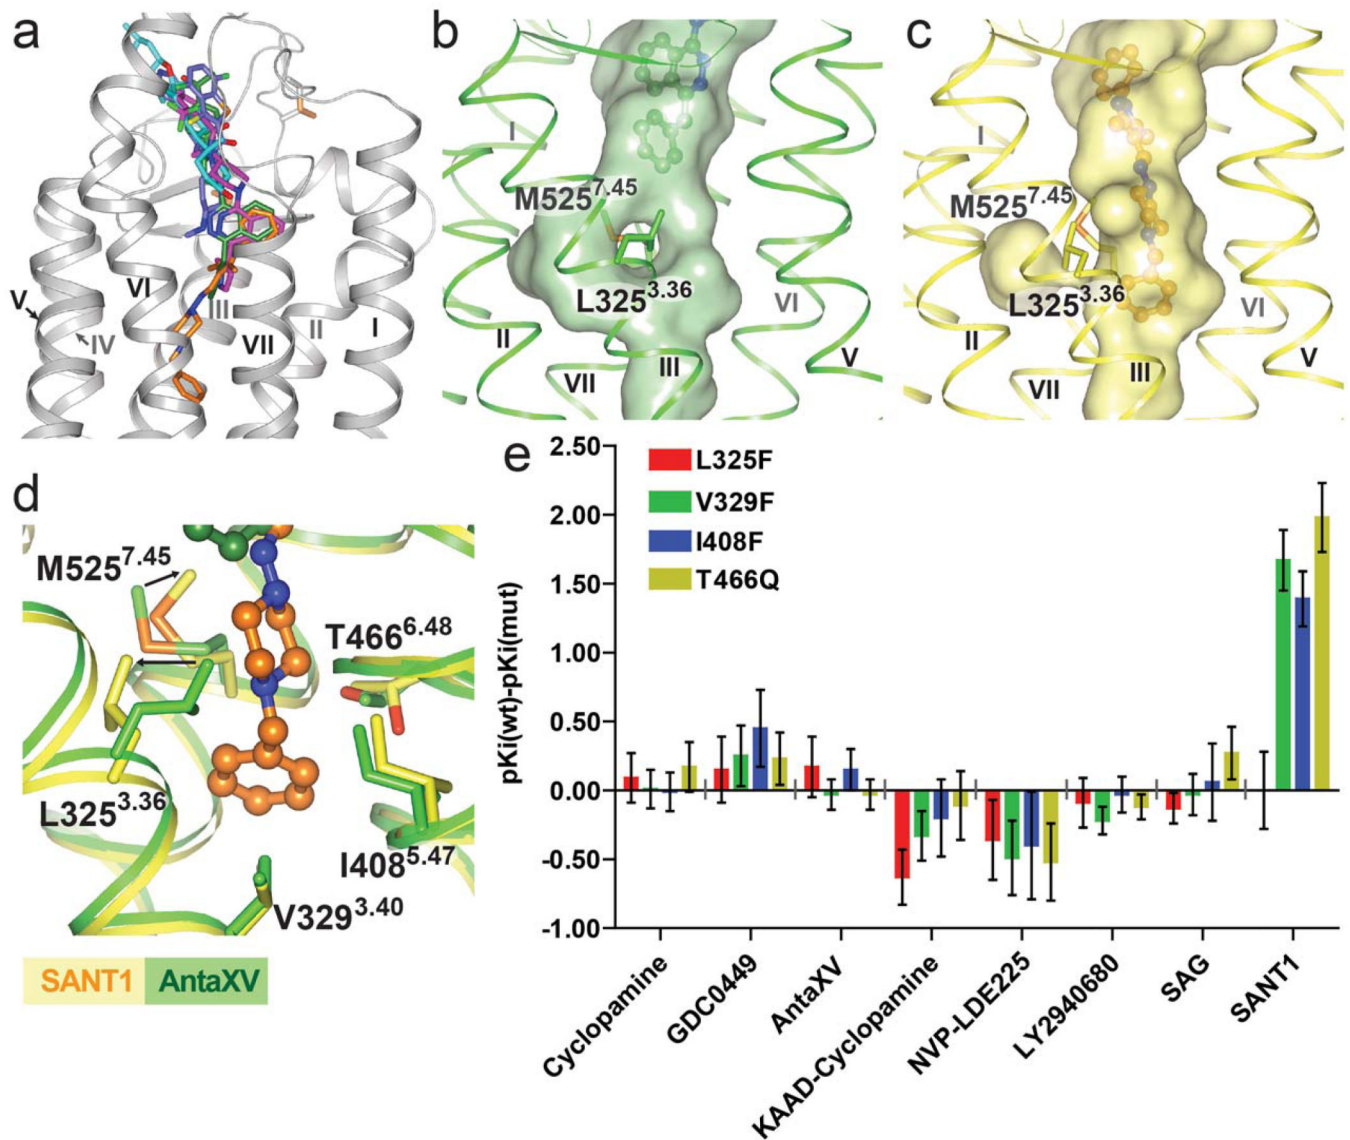 a
V
VI
III
IV
VII
II
I
b
I
M525^7.45
L325^3.36
VI
II
III
V
VII
c
I
M525^7.45
L325^3.36
VI
II
III
V
VII
d
M525^7.45
T466^6.48
L325^3.36
I408^5.47
V329^3.40
SANT1 AntaXV
e
pKi(wt)-pKi(mut)
2.50
2.00
1.50
1.00
0.50
0.00
-0.50
-1.00
L325F
V329F
I408F
T466Q
Cyclopamine
GDC0449
AntaXV
KAAD-Cyclopamine
NVP-LDE225
LY2940680
SAG
SANT1